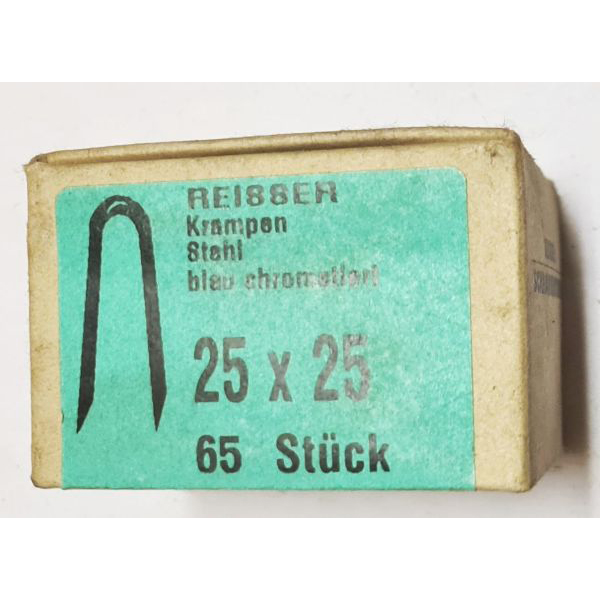 REISSER
Krampen
Stahl
blau chromatiert
25 x 25
65 Stück